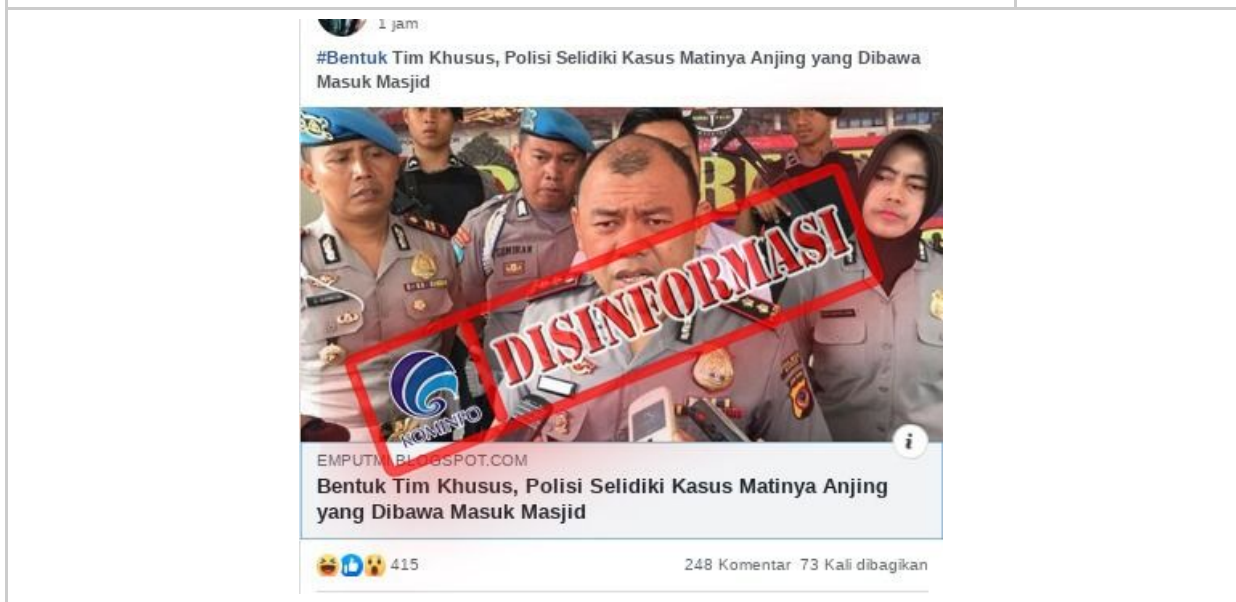 1 jam
#Bentuk Tim Khusus, Polisi Selidiki Kasus Matinya Anjing yang Dibawa
Masuk Masjid
DISINFORMASI
KOMINFO
EMPUTMI.BLOGSPOT.COM
Bentuk Tim Khusus, Polisi Selidiki Kasus Matinya Anjing
yang Dibawa Masuk Masjid
415
248 Komentar 73 Kali dibagikan